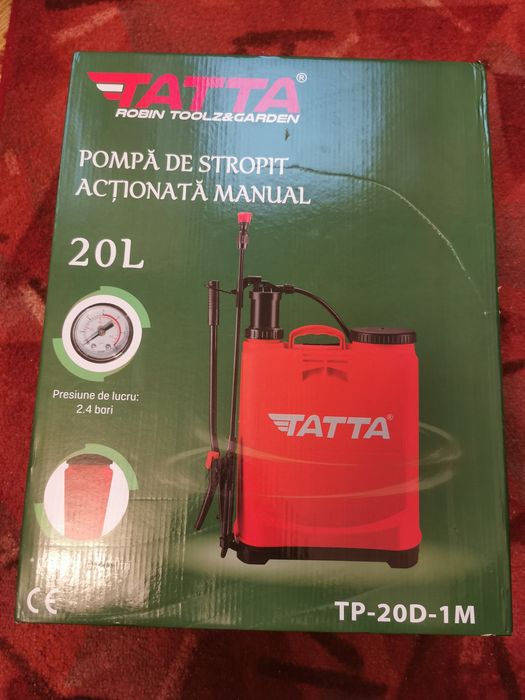 TATTA®
ROBIN TOOLZ&GARDEN
POMPĂ DE STROPIT
ACȚIONATĂ MANUAL
20L
Presiune de lucru:
2.4 bari
TATTA®
CE
TP-20D-1M